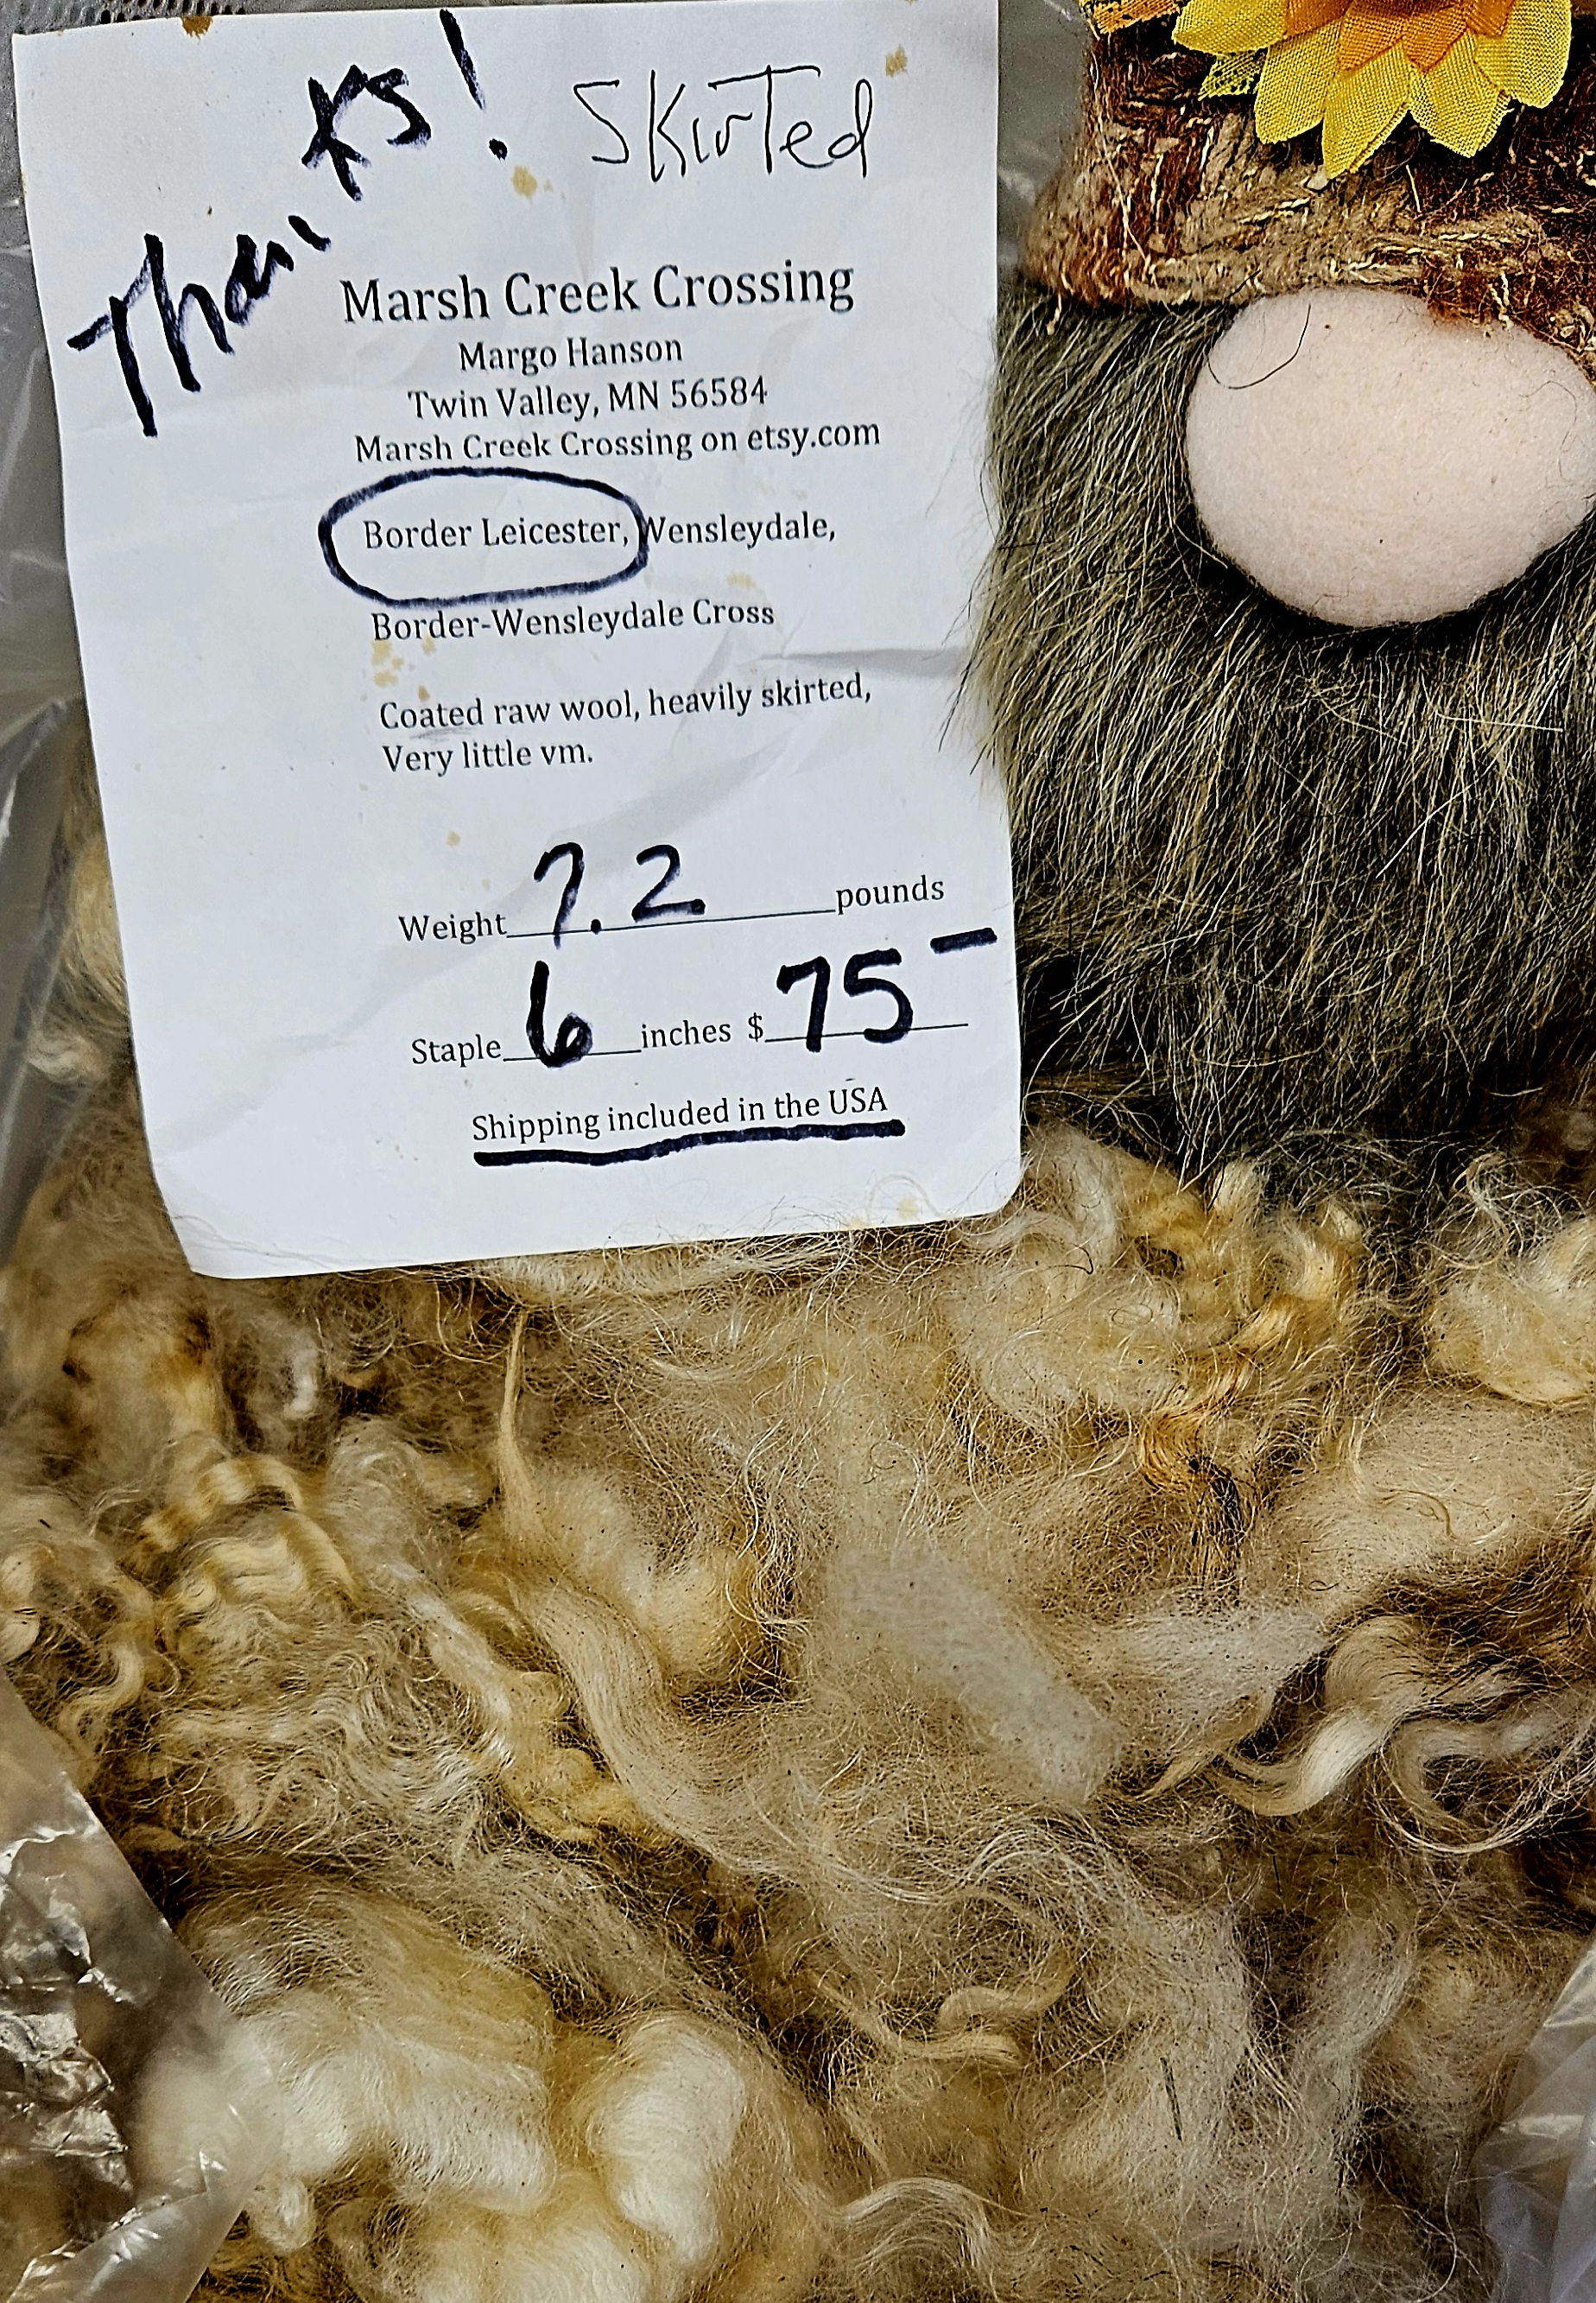 Thanks! Skirted
Marsh Creek Crossing
Margo Hanson
Twin Valley, MN 56584
Marsh Creek Crossing on etsy.com
Border Leicester, Wensleydale,
Border-Wensleydale Cross
Coated raw wool, heavily skirted,
Very little vm.
Weight 7.2 pounds
Staple 6 inches $ 75 -
Shipping included in the USA